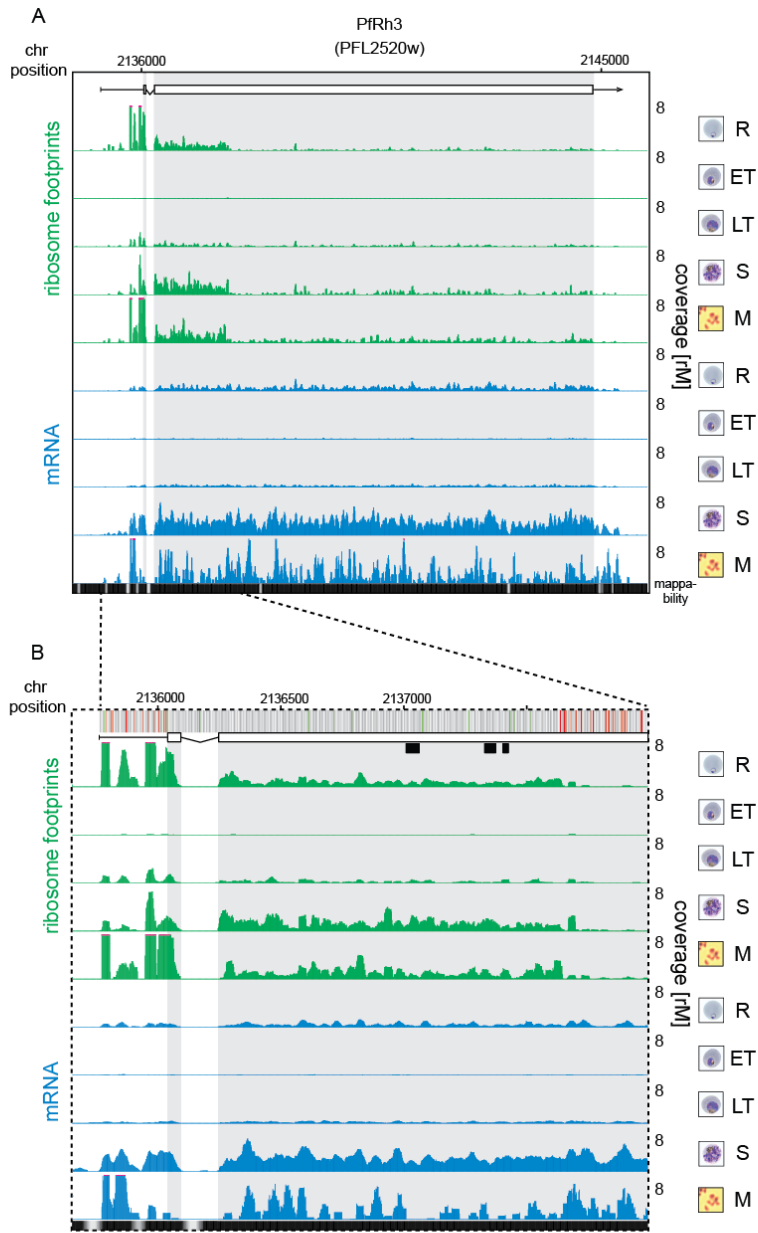 A
PfRh3
(PFL2520w)
chr
position
2136000
2145000
ribosome footprints
mRNA
coverage [rM]
8
R
8
ET
8
LT
8
S
8
M
8
R
8
ET
8
LT
8
S
8
M
mappa-
bility
B
chr
position
2136000
2136500
2137000
ribosome footprints
mRNA
coverage [rM]
8
R
8
ET
8
LT
8
S
8
M
8
R
8
ET
8
LT
8
S
8
M